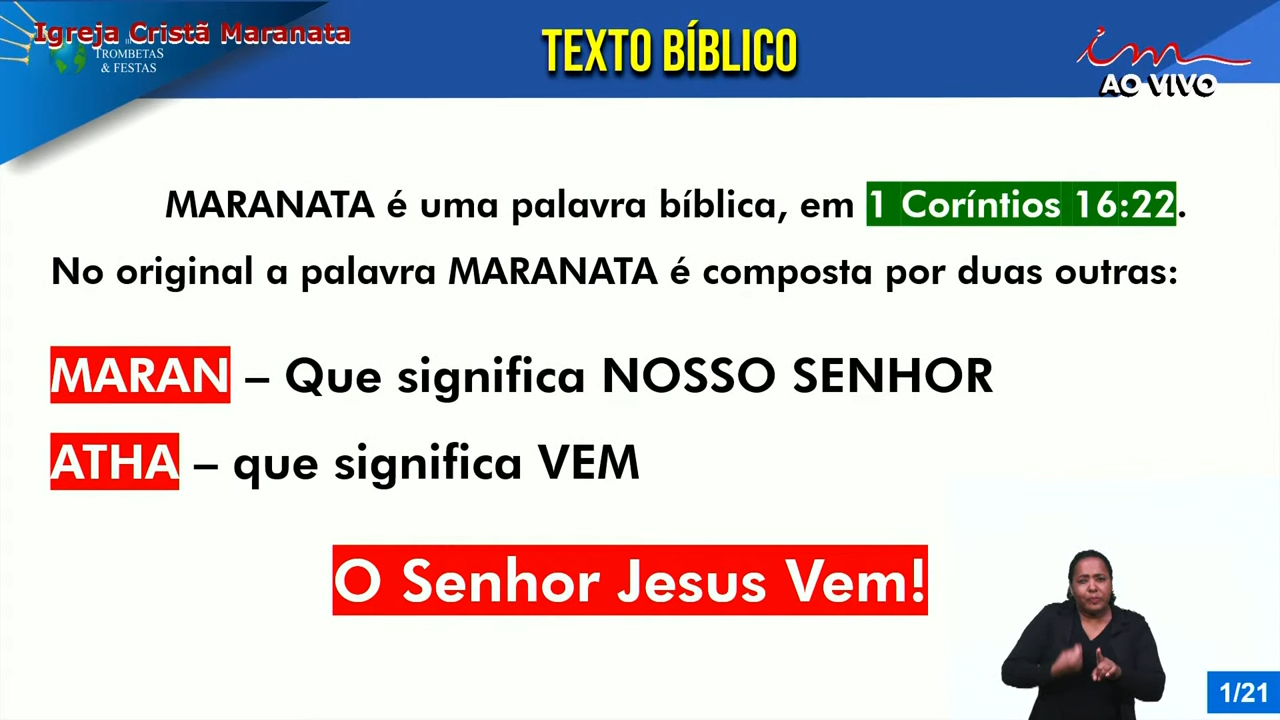 Igreja Cristã Maranata
TROMBETAS
& FESTAS
TEXTO BÍBLICO
im
AO VIVO
MARANATA é uma palavra bíblica, em 1 Coríntios 16:22.
No original a palavra MARANATA é composta por duas outras:
MARAN – Que significa NOSSO SENHOR
ATHA – que significa VEM
O Senhor Jesus Vem!
1/21